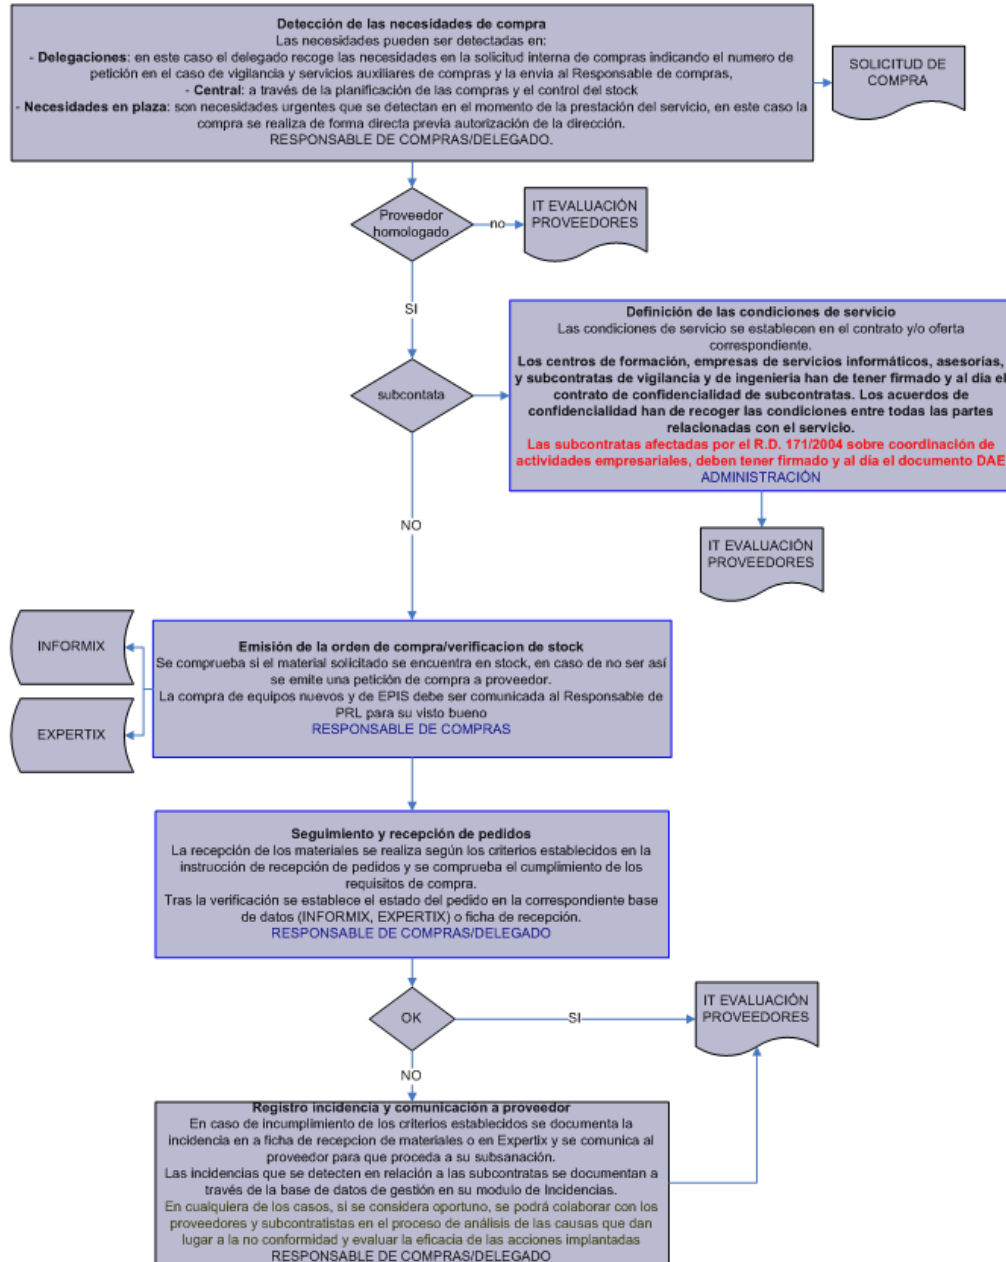 Detección de las necesidades de compra
Las necesidades pueden ser detectadas en:
- Delegaciones: en este caso el delegado recoge las necesidades en la solicitud interna de compras indicando el numero de
petición en el caso de vigilancia y servicios auxiliares de compras y la envia al Responsable de compras,
- Central: a través de la planificación de las compras y el control del stock
- Necesidades en plaza: son necesidades urgentes que se detectan en el momento de la prestación del servicio, en este caso la
compra se realiza de forma directa previa autorización de la dirección.
RESPONSABLE DE COMPRAS/DELEGADO.
SOLICITUD DE
COMPRA
Proveedor
homologado
no
IT EVALUACIÓN
PROVEEDORES
SI
Definición de las condiciones de servicio
Las condiciones de servicio se establecen en el contrato y/o oferta
correspondiente.
Los centros de formación, empresas de servicios informáticos, asesorías,
y subcontratas de vigilancia y de ingenieria han de tener firmado y al día el
contrato de confidencialidad de subcontratas. Los acuerdos de
confidencialidad han de recoger las condiciones entre todas las partes
relacionadas con el servicio.
Las subcontratas afectadas por el R.D. 171/2004 sobre coordinación de
actividades empresariales, deben tener firmado y al día el documento DAE
ADMINISTRACIÓN
subcontata
NO
IT EVALUACIÓN
PROVEEDORES
INFORMIX
EXPERTIX
Emisión de la orden de compra/verificacion de stock
Se comprueba si el material solicitado se encuentra en stock, en caso de no ser así
se emite una petición de compra a proveedor.
La compra de equipos nuevos y de EPIS debe ser comunicada al Responsable de
PRL para su visto bueno
RESPONSABLE DE COMPRAS
Seguimiento y recepción de pedidos
La recepción de los materiales se realiza según los criterios establecidos en la
instrucción de recepción de pedidos y se comprueba el cumplimiento de los
requisitos de compra.
Tras la verificación se establece el estado del pedido en la correspondiente base
de datos (INFORMIX, EXPERTIX) o ficha de recepción.
RESPONSABLE DE COMPRAS/DELEGADO
OK
SI
IT EVALUACIÓN
PROVEEDORES
NO
Registro incidencia y comunicación a proveedor
En caso de incumplimiento de los criterios establecidos se documenta la
incidencia en a ficha de recepcion de materiales o en Expertix y se comunica al
proveedor para que proceda a su subsanación.
Las incidencias que se detecten en relación a las subcontratas se documentan a
través de la base de datos de gestión en su modulo de Incidencias.
En cualquiera de los casos, si se considera oportuno, se podrá colaborar con los
proveedores y subcontratistas en el proceso de análisis de las causas que dan
lugar a la no conformidad y evaluar la eficacia de las acciones implantadas
RESPONSABLE DE COMPRAS/DELEGADO